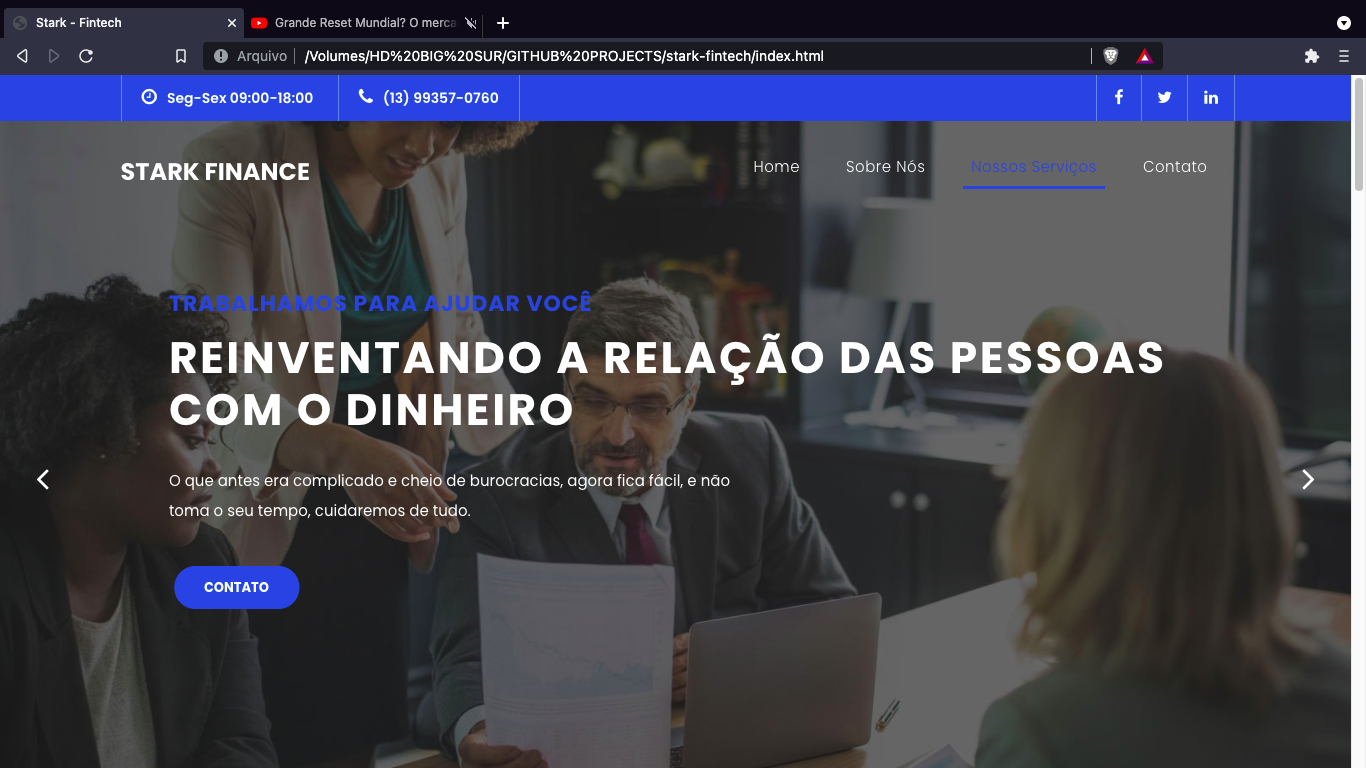 Stark - Fintech
Grande Reset Mundial? O merca
Arquivo
/Volumes/HD%20BIG%20SUR/GITHUB%20PROJECTS/stark-fintech/index.html
Seg-Sex 09:00-18:00
(13) 99357-0760
STARK FINANCE
Home
Sobre Nós
Nossos Serviços
Contato
TRABALHAMOS PARA AJUDAR VOCÊ
REINVENTANDO A RELAÇÃO DAS PESSOAS
COM O DINHEIRO
O que antes era complicado e cheio de burocracias, agora fica fácil, e não
toma o seu tempo, cuidaremos de tudo.
CONTATO